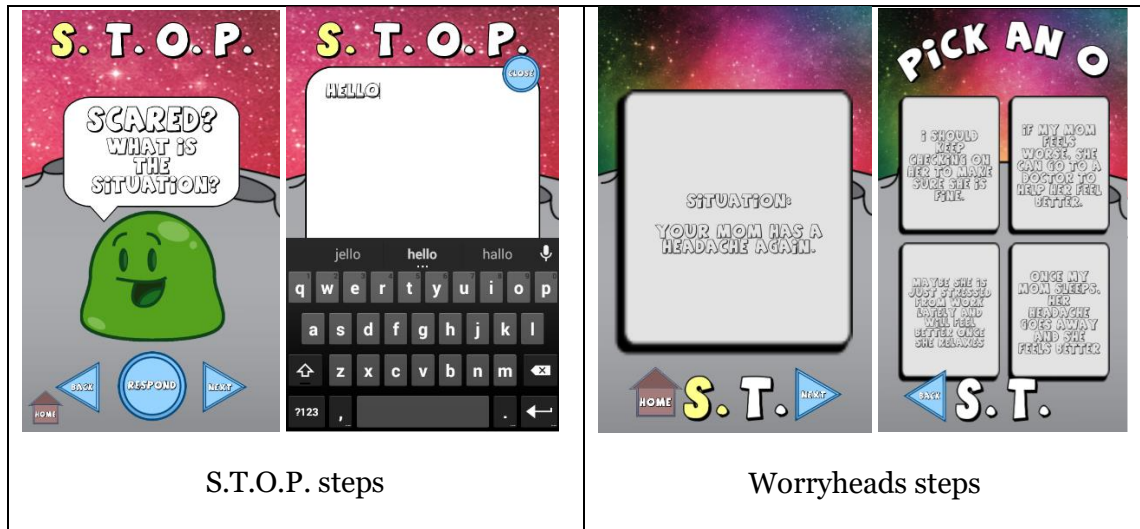 S. T. O. P.
SCARED?
WHAT IS
THE
SITUATION?
BACK
RESPOND
NEXT
HOME
S. T. O. P.
CLOSE
HELLO
jello hello hallo
q w e r t y u i o p
a s d f g h j k l
z x c v b n m
?123 , .
S.T.O.P. steps
SITUATION:
YOUR MOM HAS A
HEADACHE AGAIN.
HOME
S. T.
NEXT
PICK AN O
I SHOULD
KEEP
CHECKING ON
HER TO MAKE
SURE SHE IS
FINE.
IF MY MOM
FEELS
WORSE, SHE
CAN GO TO A
DOCTOR TO
HELP HER FEEL
BETTER.
MAYBE SHE IS
JUST STRESSED
FROM WORK
LATELY AND
WILL FEEL
BETTER ONCE
SHE RELAXES
ONCE MY
MOM SLEEPS,
HER
HEADACHE
GOES AWAY
AND SHE
FEELS BETTER
BACK
S. T.
Worryheads steps